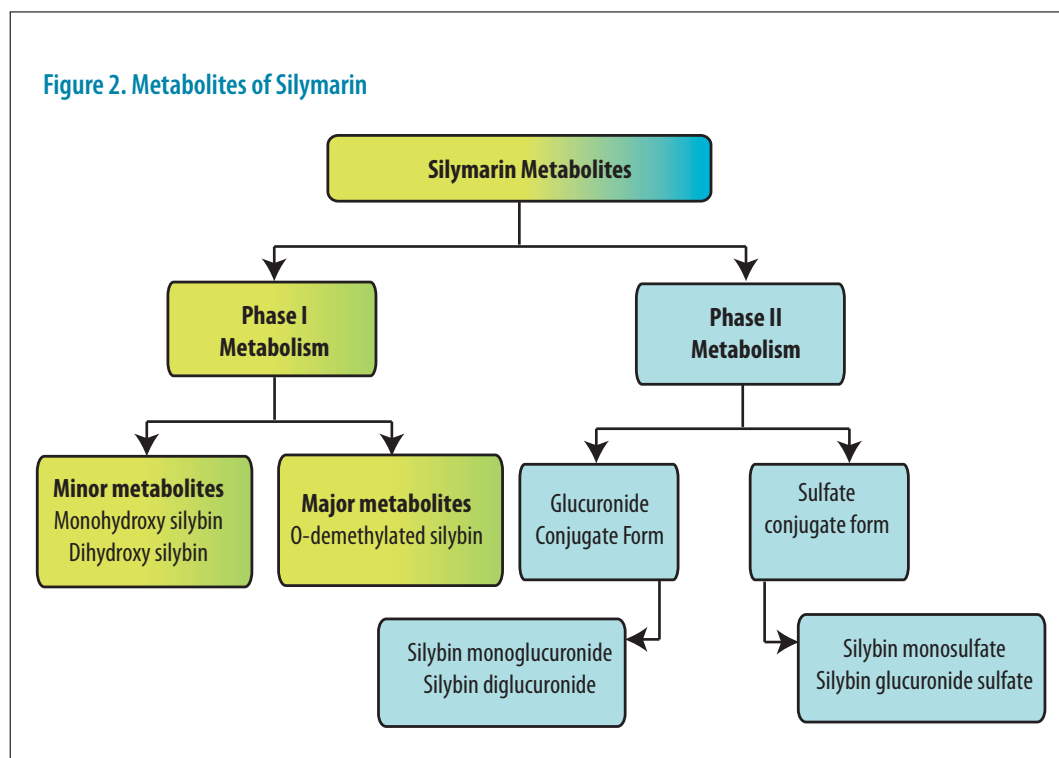 Figure 2. Metabolites of Silymarin
Silymarin Metabolites
Phase I
Metabolism
Phase II
Metabolism
Minor metabolites
Monohydroxy silybin
Dihydroxy silybin
Major metabolites
O-demethylated silybin
Glucuronide
Conjugate Form
Sulfate
conjugate form
Silybin monoglucuronide
Silybin diglucuronide
Silybin monosulfate
Silybin glucuronide sulfate